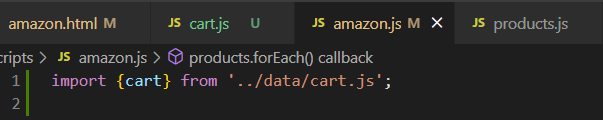 amazon.html M JS cart.js U JS amazon.js M × JS products.js
cripts > JS amazon.js > products.forEach() callback
1 import {cart} from '../data/cart.js';
2